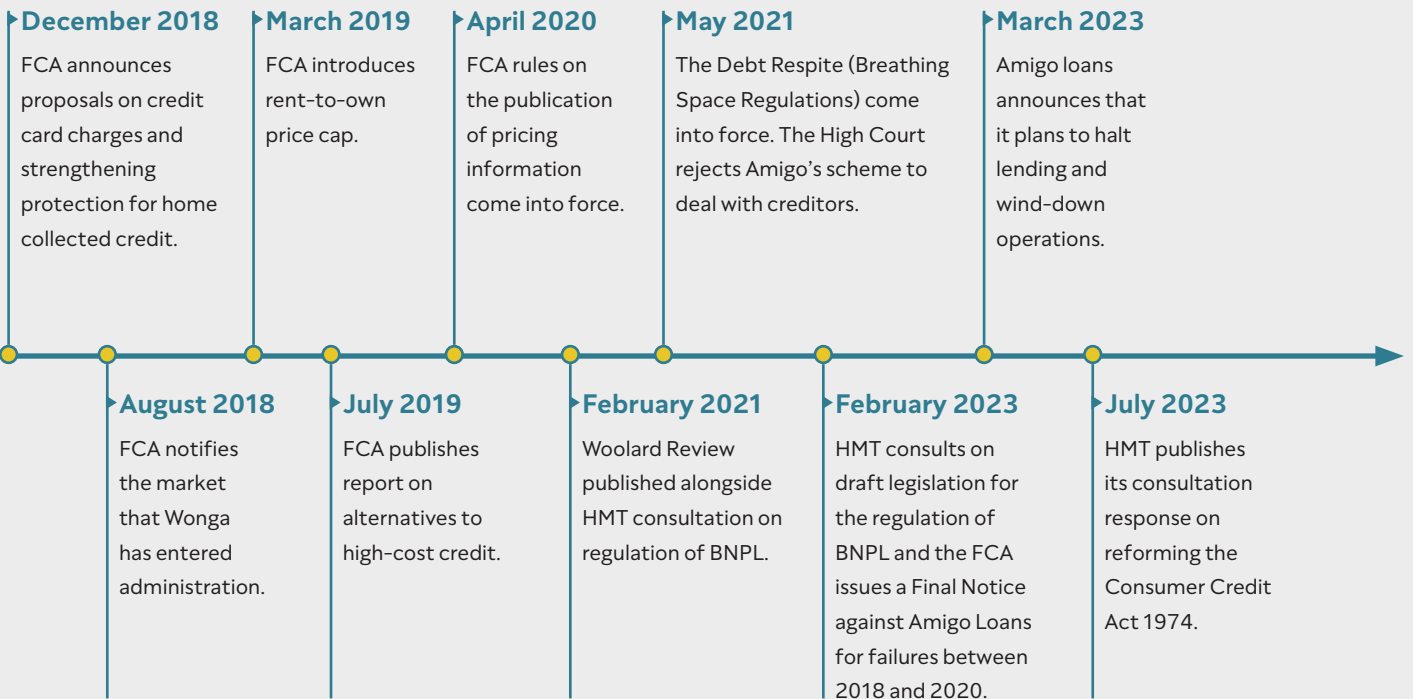 December 2018
FCA announces
proposals on credit
card charges and
strengthening
protection for home
collected credit.
March 2019
FCA introduces
rent-to-own
price cap.
April 2020
FCA rules on
the publication
of pricing
information
come into force.
May 2021
The Debt Respite (Breathing
Space Regulations) come
into force. The High Court
rejects Amigo’s scheme to
deal with creditors.
March 2023
Amigo loans
announces that
it plans to halt
lending and
wind-down
operations.
August 2018
FCA notifies
the market
that Wonga
has entered
administration.
July 2019
FCA publishes
report on
alternatives to
high-cost credit.
February 2021
Woolard Review
published alongside
HMT consultation on
regulation of BNPL.
February 2023
HMT consults on
draft legislation for
the regulation of
BNPL and the FCA
issues a Final Notice
against Amigo Loans
for failures between
2018 and 2020.
July 2023
HMT publishes
its consultation
response on
reforming the
Consumer Credit
Act 1974.